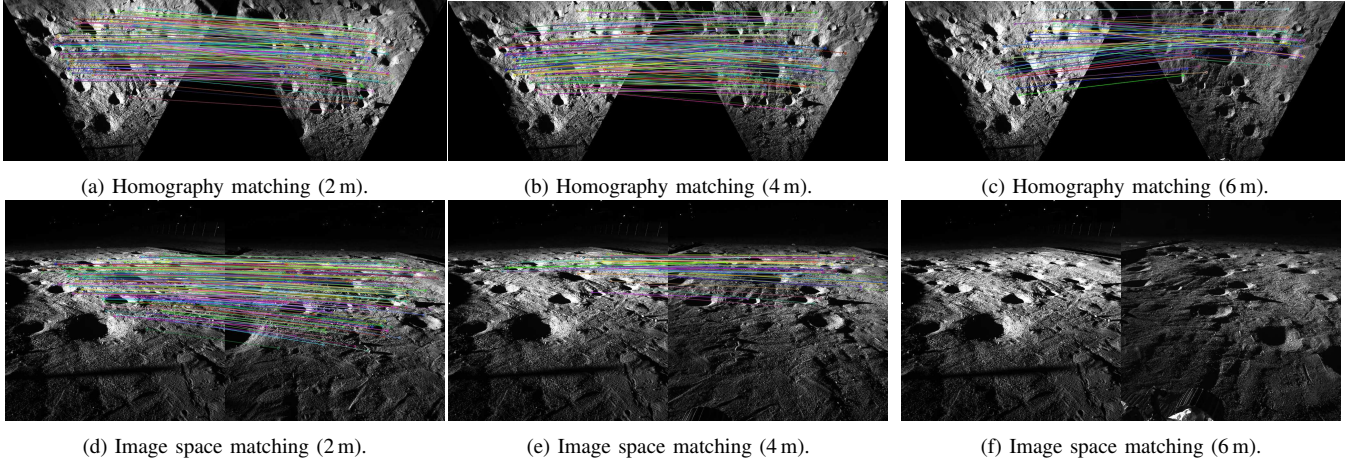 (a) Homography matching (2 m).
(b) Homography matching (4 m).
(c) Homography matching (6 m).
(d) Image space matching (2 m).
(e) Image space matching (4 m).
(f) Image space matching (6 m).